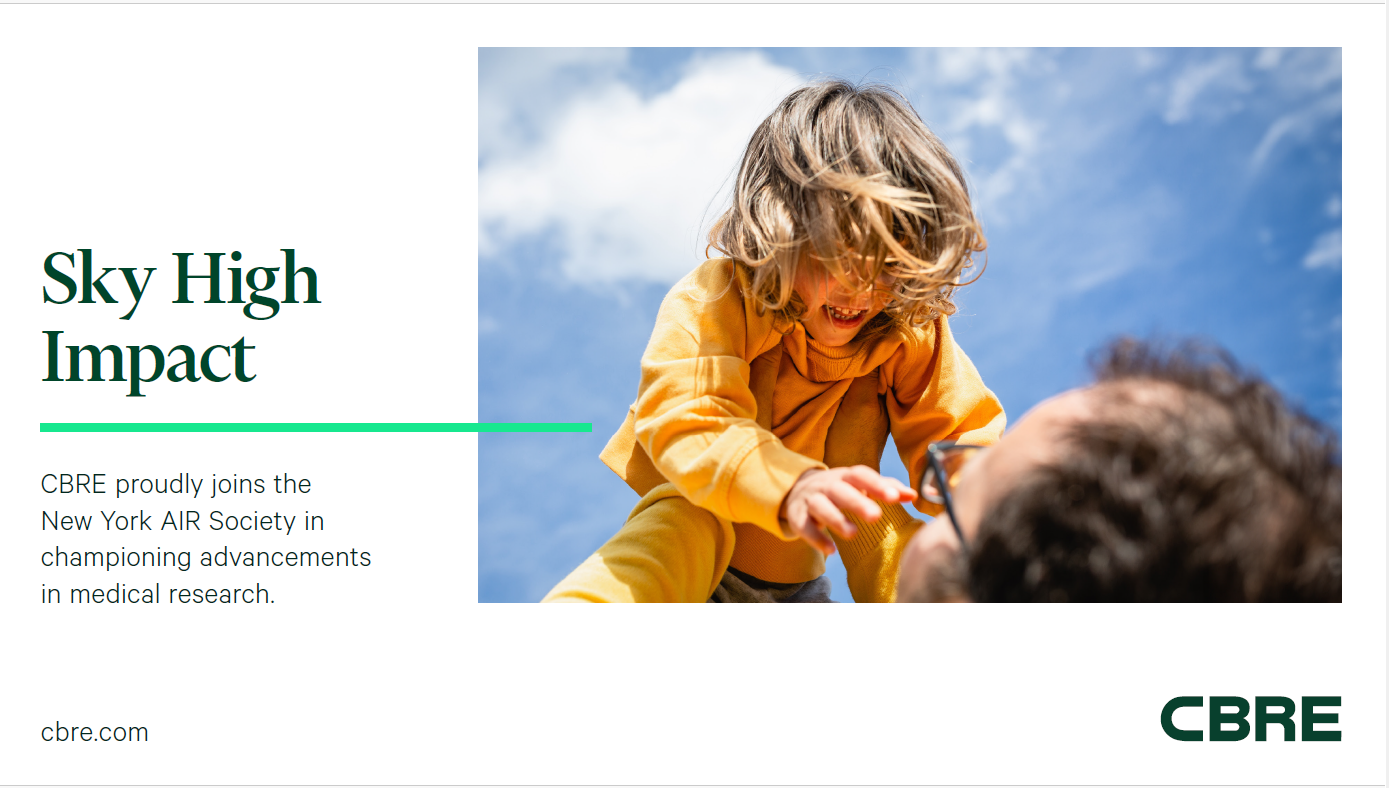 Sky High
Impact
CBRE proudly joins the
New York AIR Society in
championing advancements
in medical research.
cbre.com
CBRE